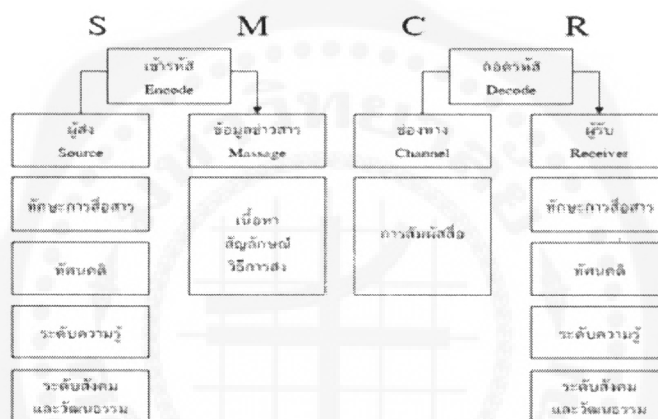 S M C R
เข้ารหัส
Encode
ถอดรหัส
Decode
ผู้ส่ง
Source
ข้อมูลข่าวสาร
Massage
ช่องทาง
Channel
ผู้รับ
Receiver
ทักษะการสื่อสาร
เนื้อหา
สัญลักษณ์
วิธีการส่ง
การสัมผัสสื่อ
ทักษะการสื่อสาร
ทัศนคติ
ทัศนคติ
ระดับความรู้
ระดับความรู้
ระดับสังคม
และวัฒนธรรม
ระดับสังคม
และวัฒนธรรม